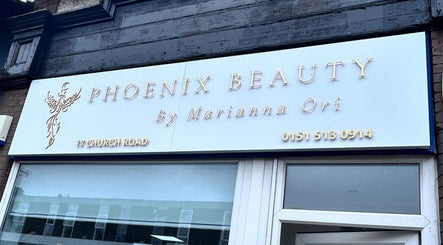 PHOENIX BEAUTY
By Marianna Ori
17 CHURCH ROAD
0151 513 0914